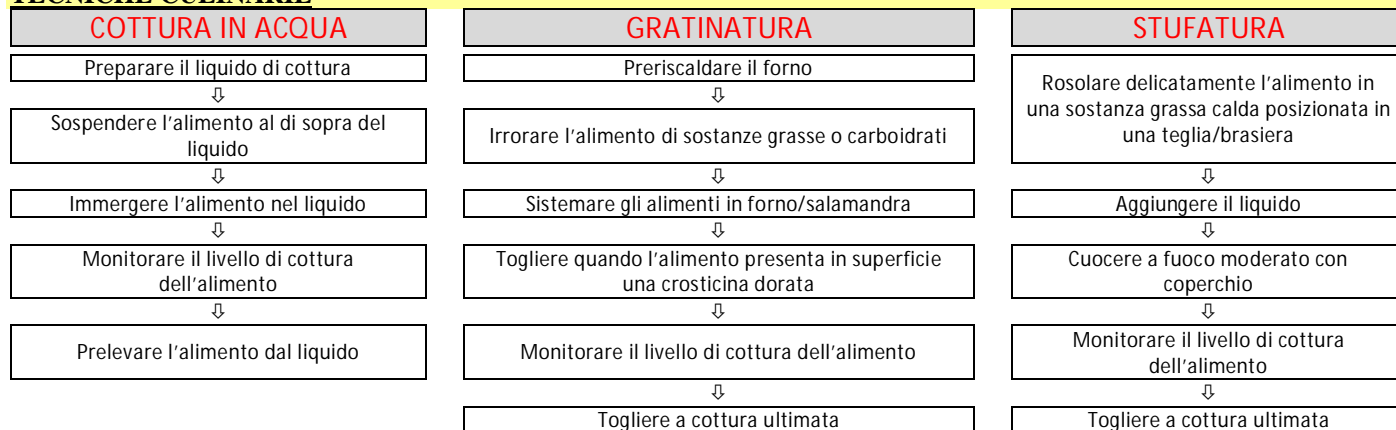 TECNICHE CULINARIE
COTTURA IN ACQUA
Preparare il liquido di cottura
⇩
Sospendere l'alimento al di sopra del
liquido
⇩
Immergere l'alimento nel liquido
⇩
Monitorare il livello di cottura
dell'alimento
⇩
Prelevare l'alimento dal liquido
GRATINATURA
Preriscaldare il forno
⇩
Irrorare l'alimento di sostanze grasse o carboidrati
⇩
Sistemare gli alimenti in forno/salamandra
⇩
Togliere quando l'alimento presenta in superficie
una crosticina dorata
⇩
Monitorare il livello di cottura dell'alimento
⇩
Togliere a cottura ultimata
STUFATURA
Rosolare delicatamente l'alimento in
una sostanza grassa calda posizionata in
una teglia/brasiera
⇩
Aggiungere il liquido
⇩
Cuocere a fuoco moderato con
coperchio
⇩
Monitorare il livello di cottura
dell'alimento
⇩
Togliere a cottura ultimata